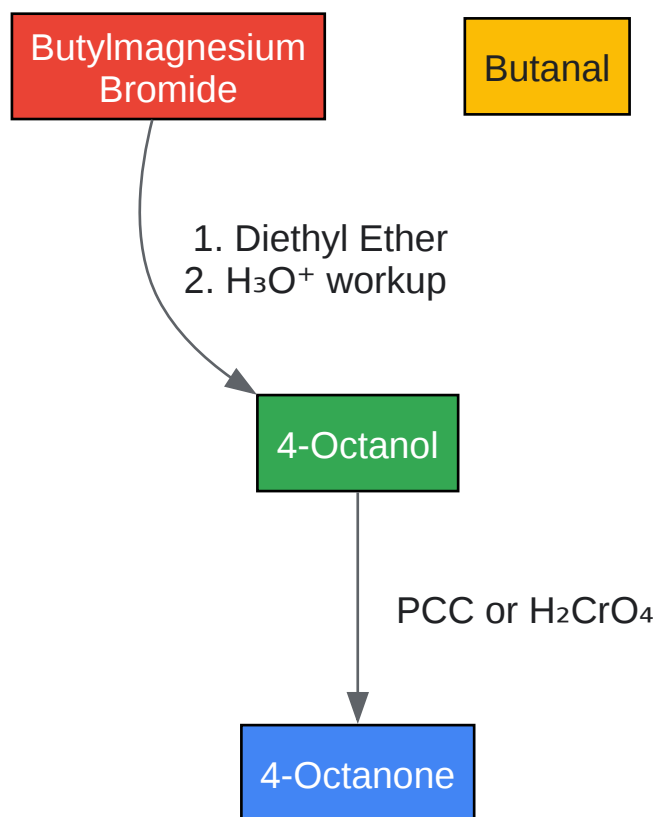 Butylmagnesium
Bromide
Butanal
1. Diethyl Ether
2. H₃O⁺ workup
4-Octanol
PCC or H₂CrO₄
4-Octanone